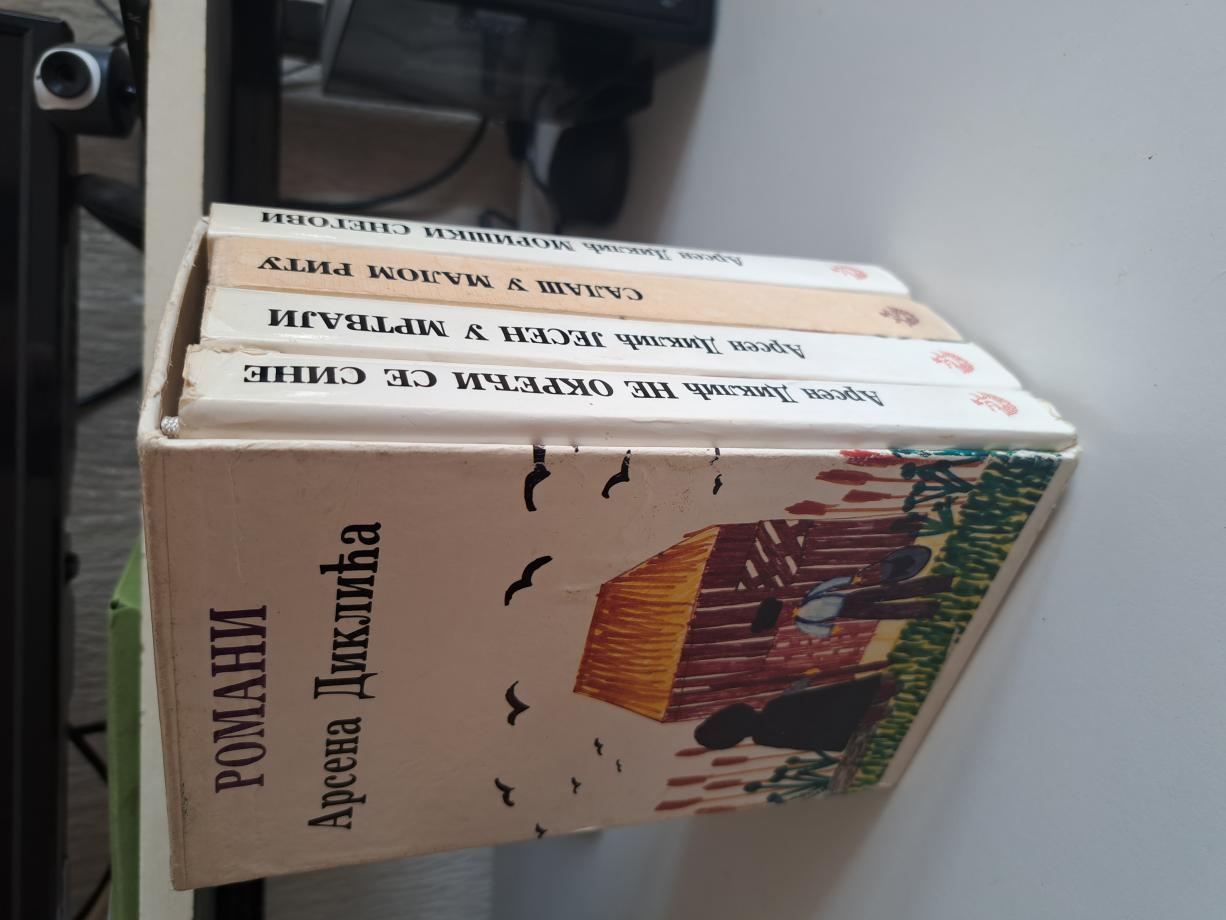 РОМАНИ
Арсена Диклића
Арсен Диклић НЕ ОКРЕЋИ СЕ СИНЕ
Арсен Диклић ЈЕСЕН У МРТВАЈИ
САЛАШ У МАЛОМ РИТУ
Арсен Диклић МОРИШКИ СНЕГОВИ